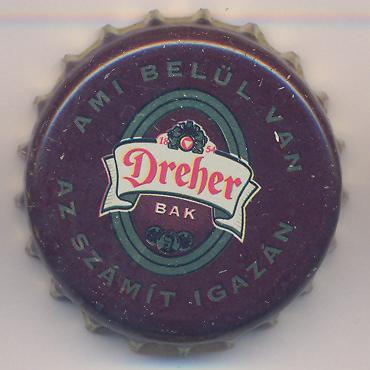 AMI BELÜL VAN
18 54
Dreher
BAK
AZ SZÁMÍT IGAZÁN